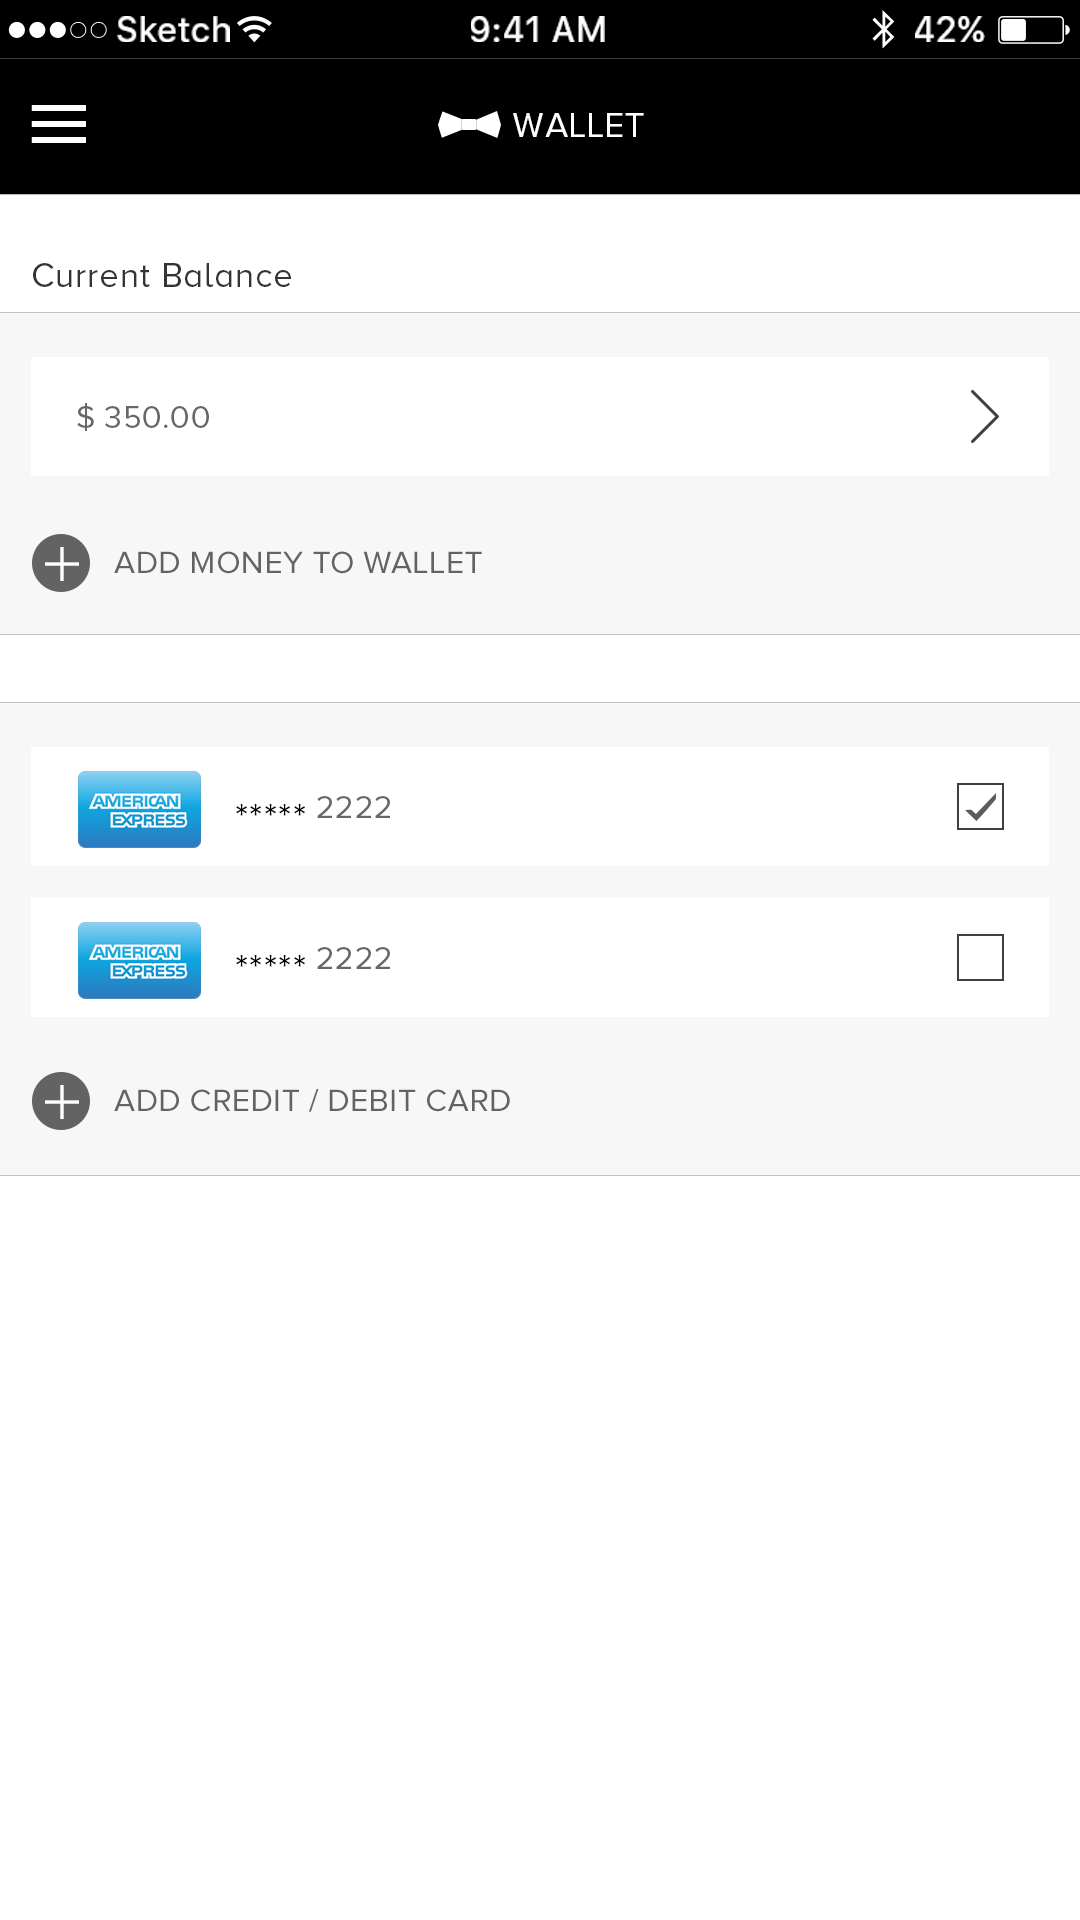 Sketch 9:41 AM 42%
WALLET
Current Balance
$ 350.00
ADD MONEY TO WALLET
AMERICAN
EXPRESS
***** 2222
AMERICAN
EXPRESS
***** 2222
ADD CREDIT / DEBIT CARD